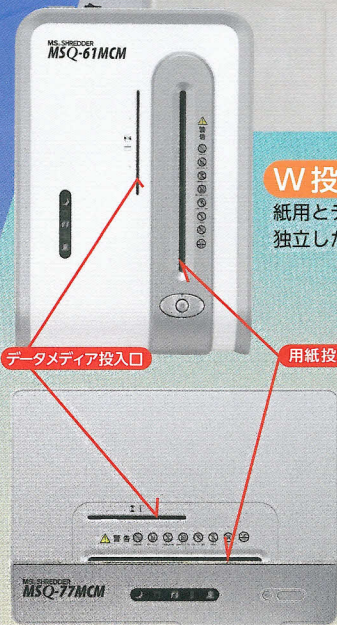 MS.SHREDDER
MSQ-61MCM
警告
W投
紙用とデ
独立した
データメディア投入口
用紙投
警告
MS.SHREDDER
MSQ-77MCM